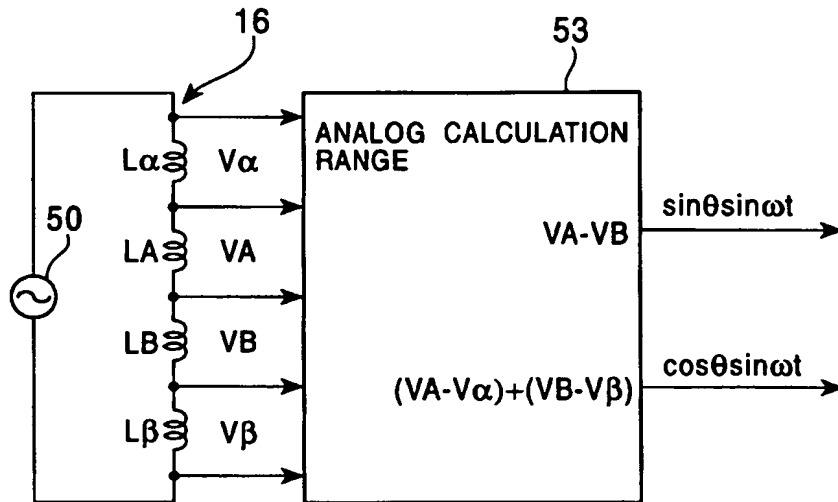 16
53
ANALOG CALCULATION
RANGE
Lα Vα
sinθsinωt
50
LA VA
VA-VB
LB VB
cosθsinωt
(VA-Vα)+(VB-Vβ)
Lβ Vβ